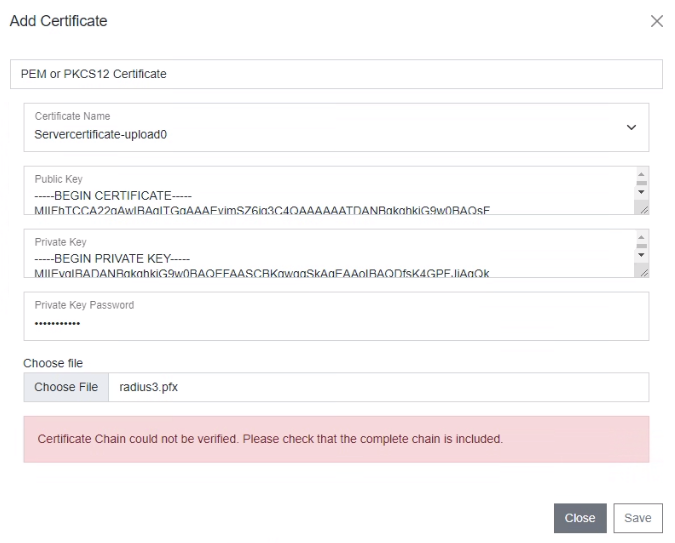 Add Certificate
PEM or PKCS12 Certificate
Certificate Name
Servercertificate-upload0
Public Key
-----BEGIN CERTIFICATE-----
Private Key
-----BEGIN PRIVATE KEY-----
Private Key Password
•••••••••••
Choose file
Choose File radius3.pfx
Certificate Chain could not be verified. Please check that the complete chain is included.
Close Save